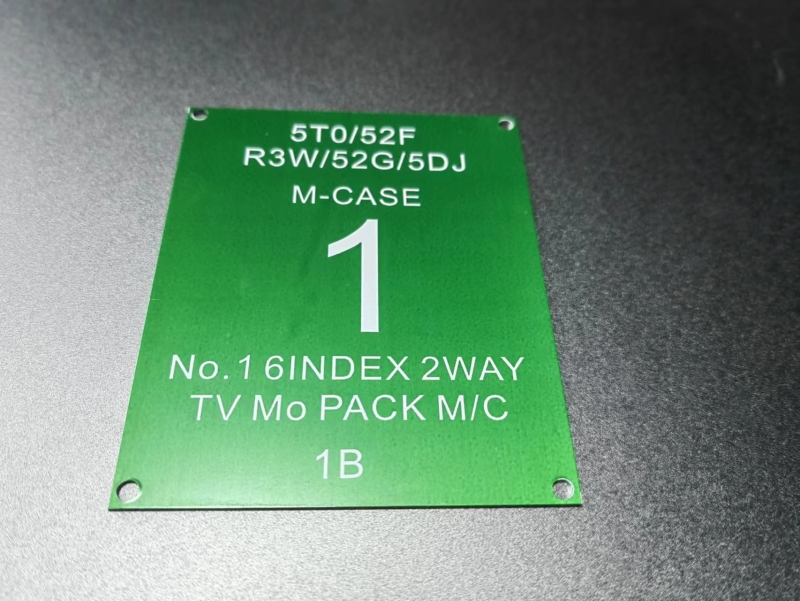 5T0/52F
R3W/52G/5DJ
M-CASE
1
No.1 6INDEX 2WAY
TV Mo PACK M/C
1B